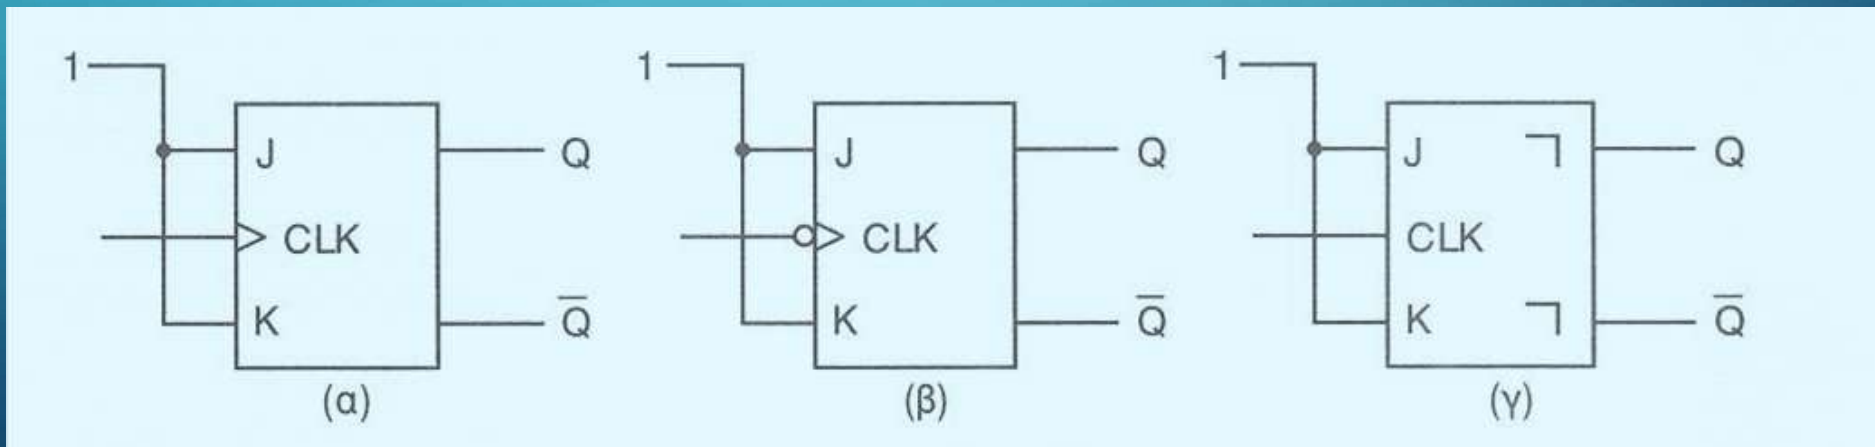 1 1 1
J Q J Q J Q
CLK CLK CLK
K Q̅ K Q̅ K Q̅
(α) (β) (γ)